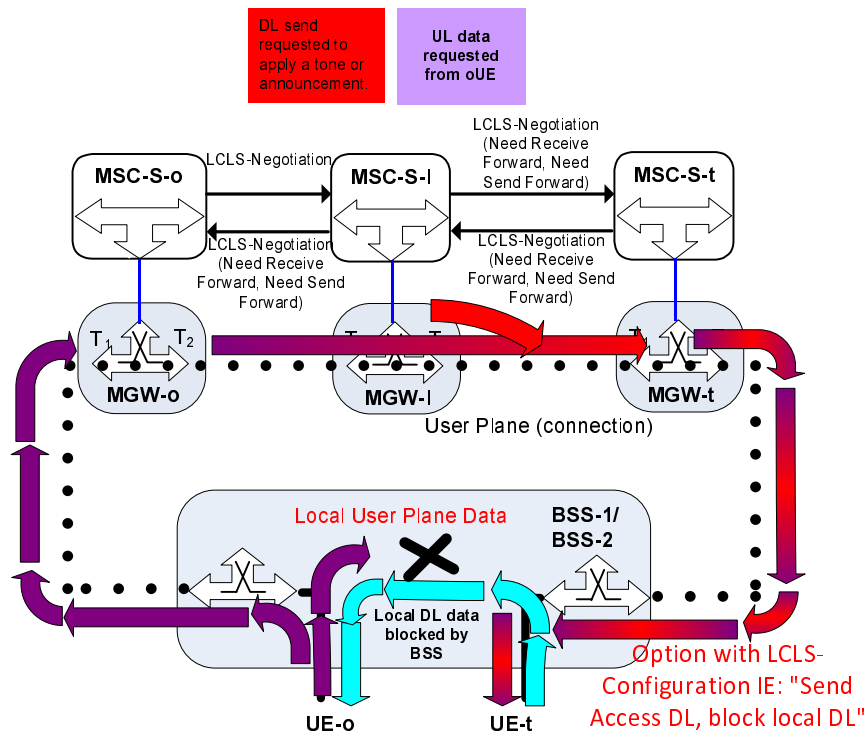 DL send
requested to
apply a tone or
announcement.
UL data
requested
from oUE
MSC-S-o
LCLS-Negotiation
MSC-S-I
LCLS-Negotiation
(Need Receive
Forward, Need
Send Forward)
MSC-S-t
LCLS-Negotiation
(Need Receive
Forward, Need Send
Forward)
LCLS-Negotiation
(Need Receive
Forward, Need Send
Forward)
T1
T2
MGW-o
MGW-I
MGW-t
User Plane (connection)
Local User Plane Data
BSS-1/
BSS-2
Local DL data
blocked by
BSS
UE-o
UE-t
Option with LCLS-
Configuration IE: "Send
Access DL, block local DL"